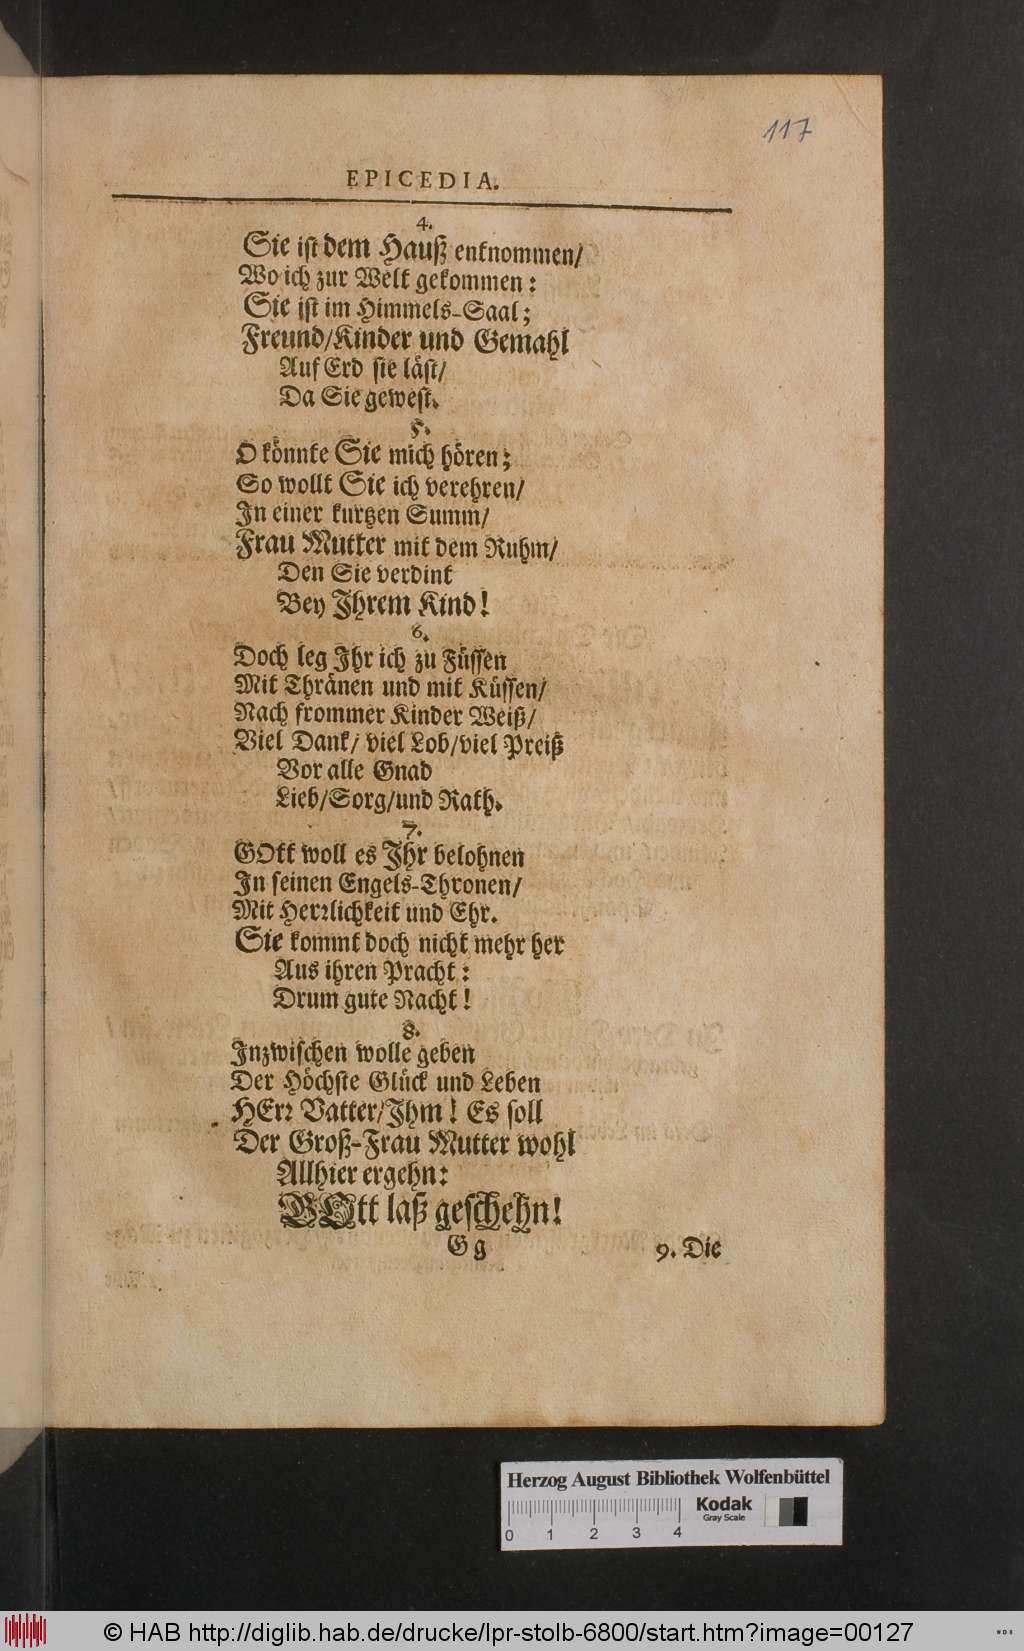 117
EPICEDIA.
4.
Sie ist dem Hauß entnommen/
Wo ich zur Welt gekommen:
Sie ist im Himmels-Saal;
Freund/Kinder und Gemahl
Auf Erd sie läst/
Da Sie gewest.
5.
O könnte Sie mich hören;
So wollt Sie ich verehren/
In einer kurtzen Summ/
Frau Mutter mit dem Ruhm/
Den Sie verdint
Bey Ihrem Kind!
6.
Doch leg Ihr ich zu Füssen
Mit Thränen und mit Küssen/
Nach frommer Kinder Weiß/
Viel Dank/ viel Lob/viel Preiß
Vor alle Gnad
Lieb/Sorg/und Rath.
7.
GOtt woll es Ihr belohnen
In seinen Engels-Thronen/
Mit Herrlichkeit und Ehr.
Sie kommt doch nicht mehr her
Aus ihren Pracht:
Drum gute Nacht!
8.
Inzwischen wolle geben
Der Höchste Glück und Leben
HErr Vatter/Ihm! Es soll
Der Groß-Frau Mutter wohl
Allhier ergehn:
GOtt laß geschehn!
Gg
9. Die
Herzog August Bibliothek Wolfenbüttel
Kodak
Gray Scale
0 1 2 3 4
© HAB http://diglib.hab.de/drucke/lpr-stolb-6800/start.htm?image=00127